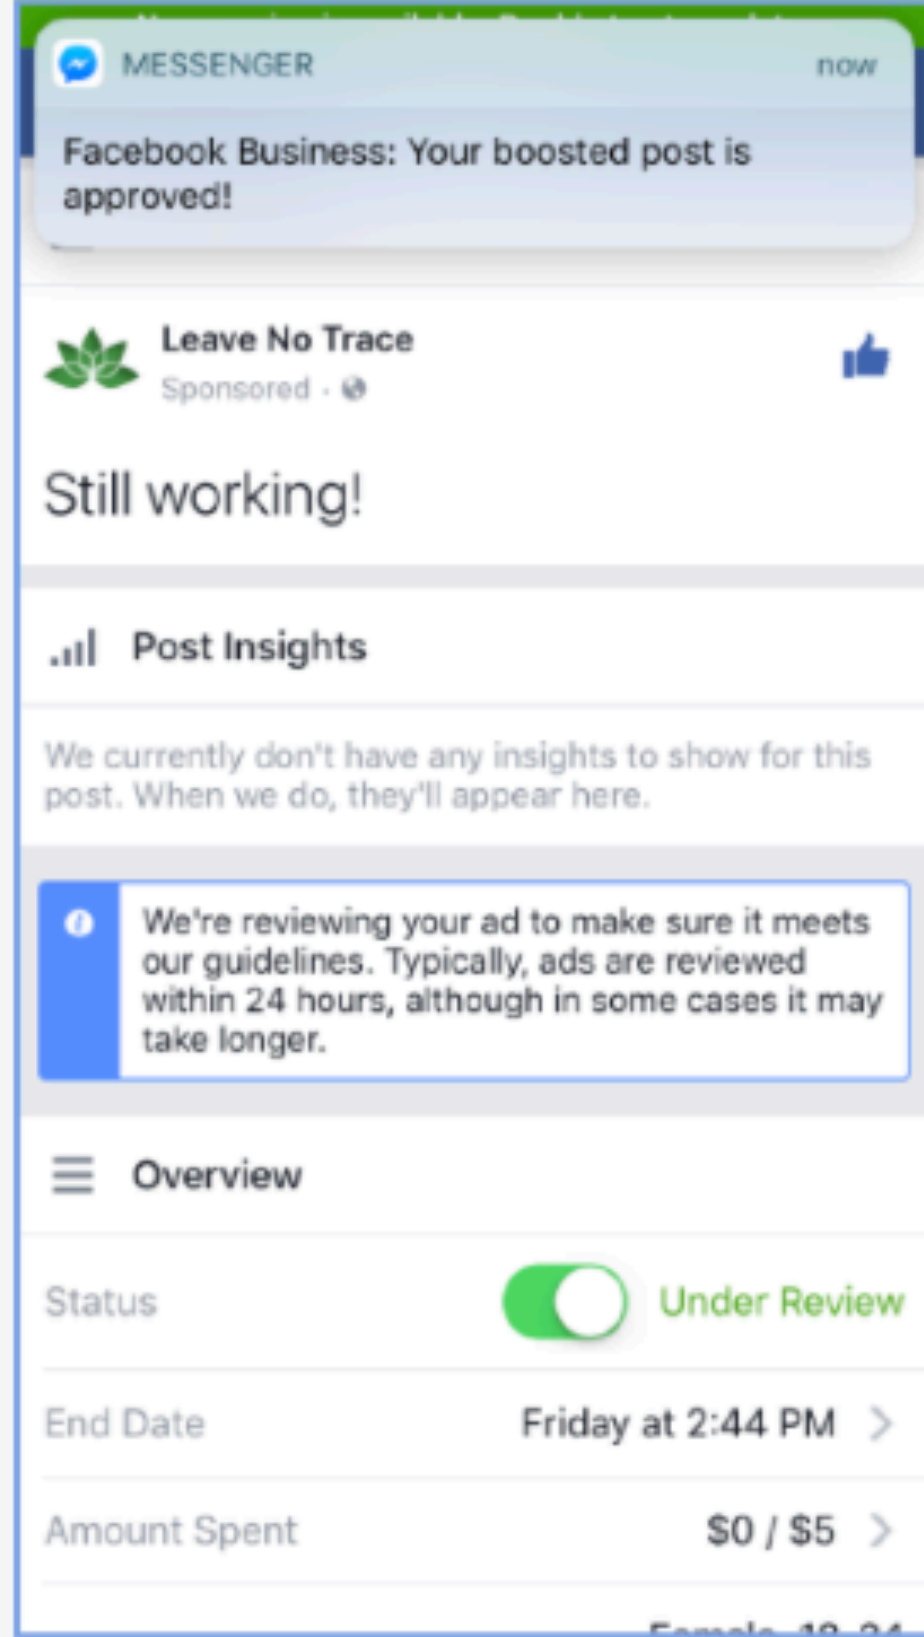 MESSENGER now
Facebook Business: Your boosted post is
approved!
Leave No Trace
Sponsored ·
Still working!
Post Insights
We currently don't have any insights to show for this
post. When we do, they'll appear here.
We're reviewing your ad to make sure it meets
our guidelines. Typically, ads are reviewed
within 24 hours, although in some cases it may
take longer.
Overview
Status Under Review
End Date Friday at 2:44 PM
Amount Spent $0 / $5